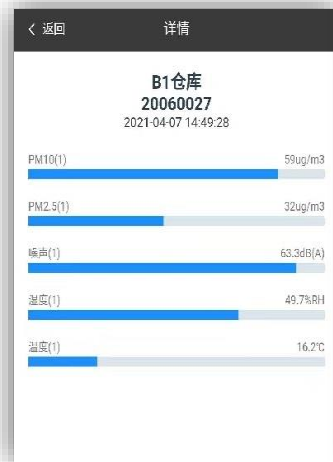 返回 详情
B1仓库
20060027
2021-04-07 14:49:28
PM10(1) 59ug/m3
PM2.5(1) 32ug/m3
噪声(1) 63.3dB(A)
湿度(1) 49.7%RH
温度(1) 16.2℃